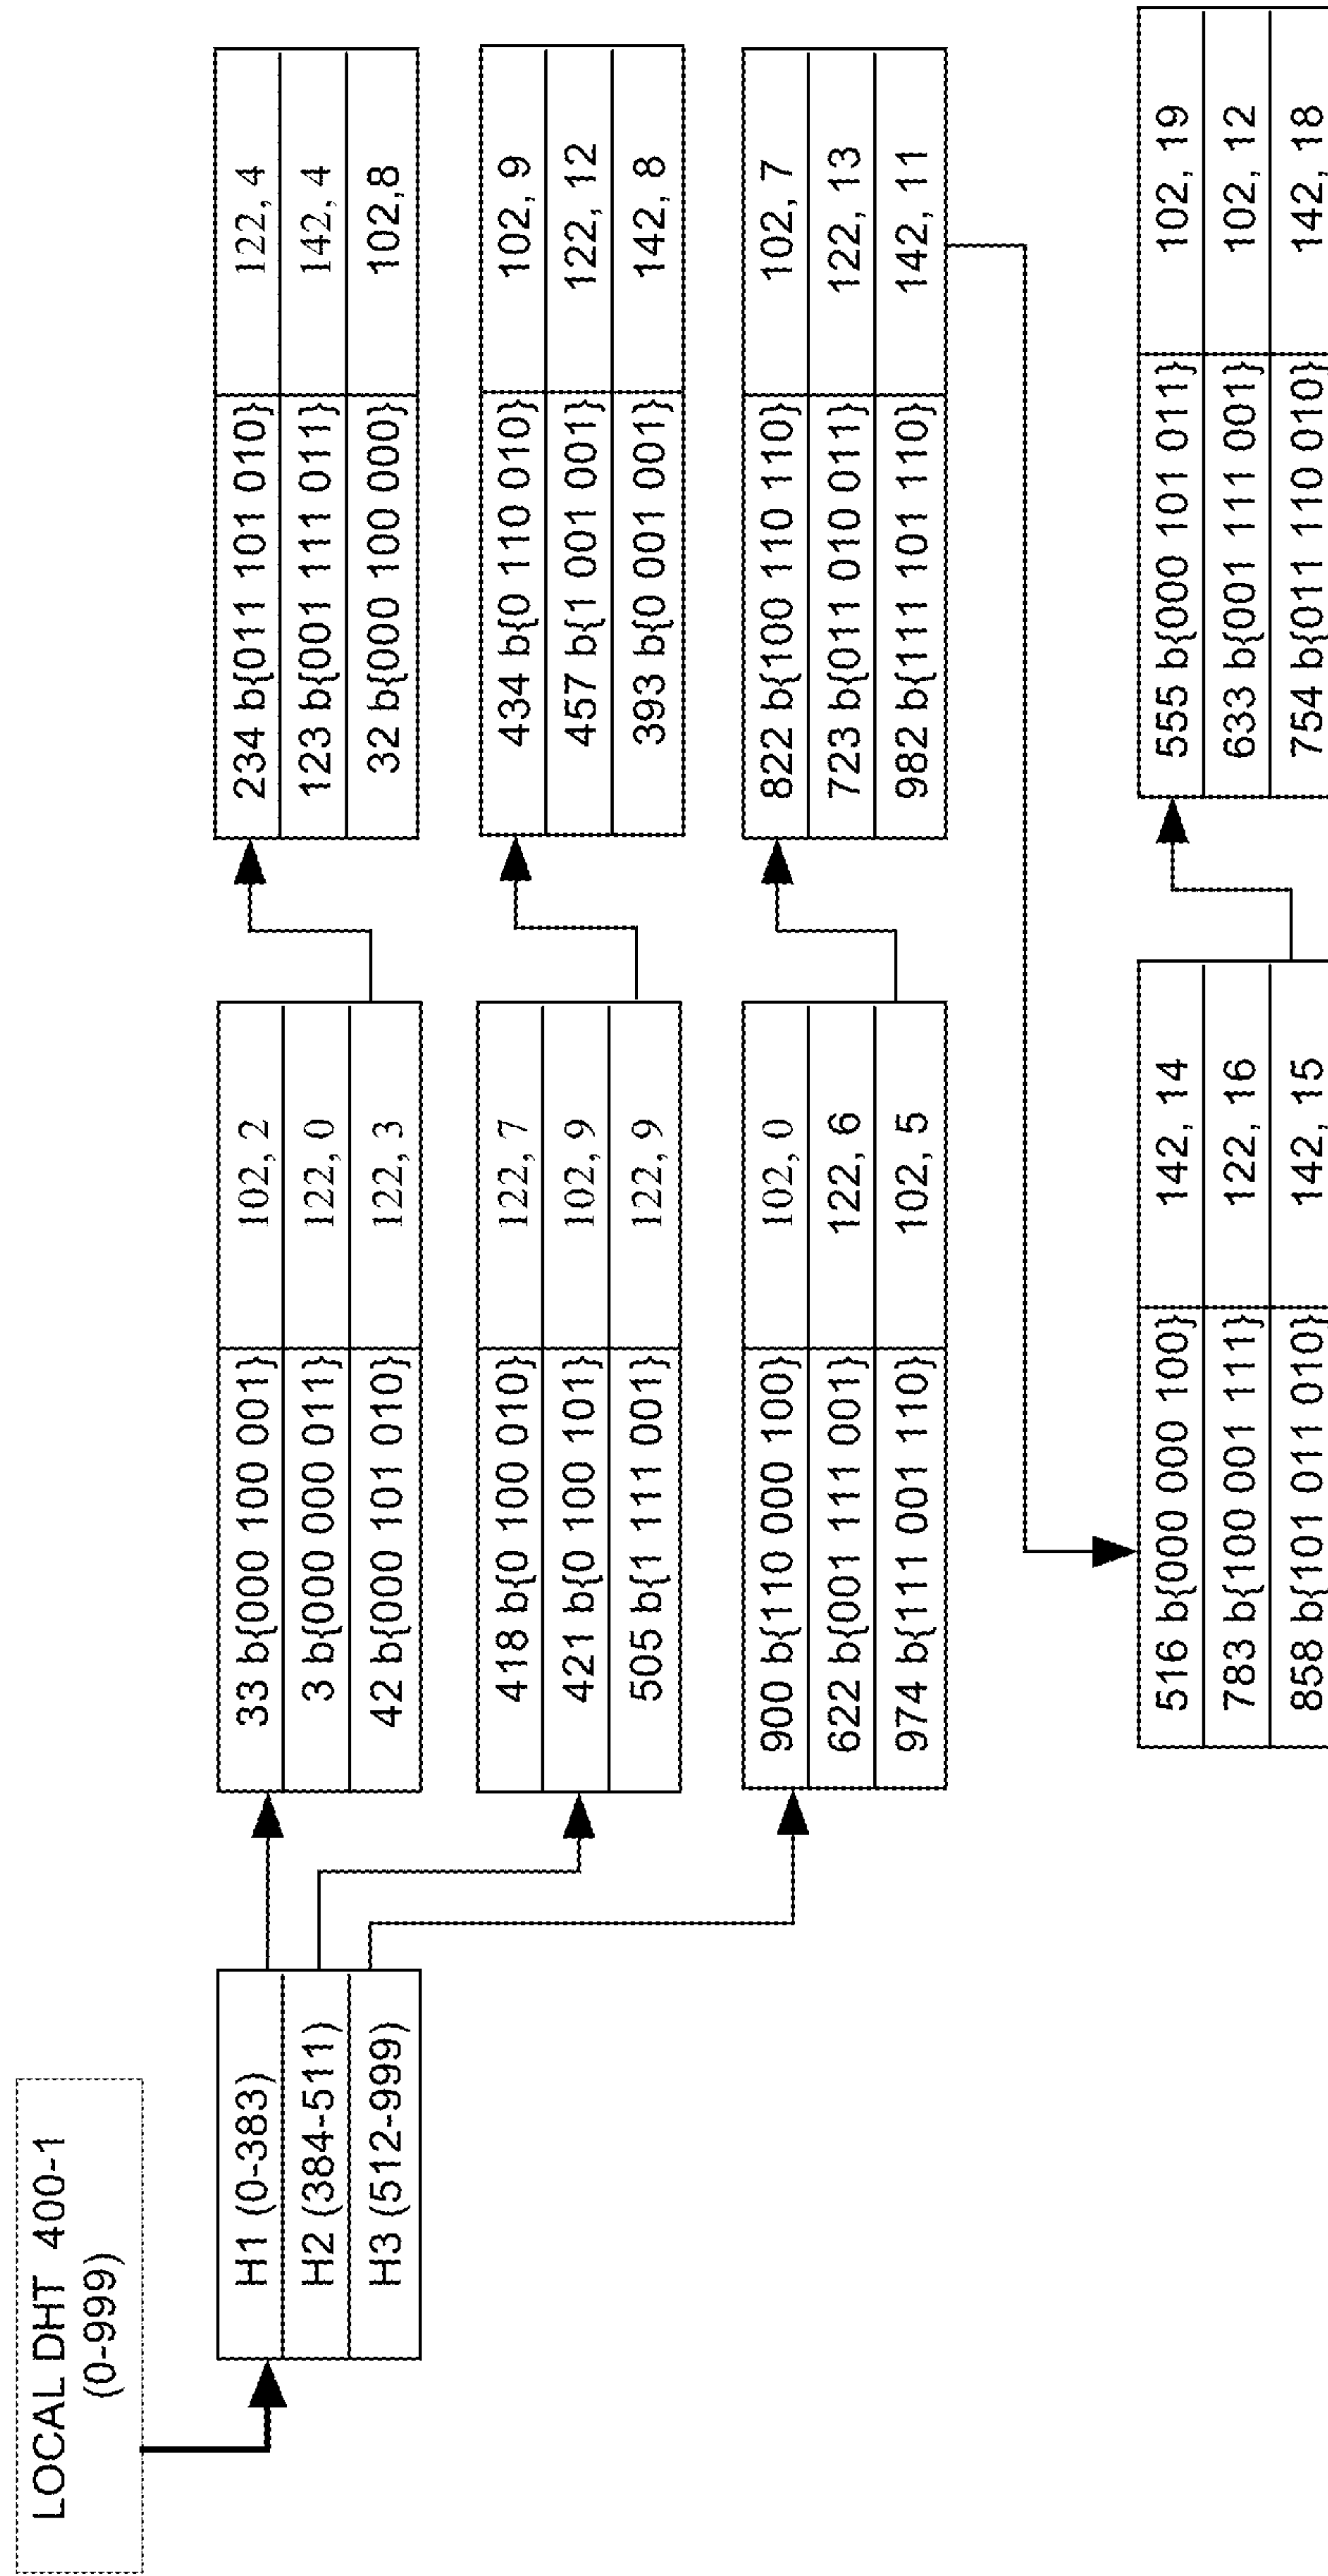 LOCAL DHT 400-1
(0-999)
H1 (0-383)
H2 (384-511)
H3 (512-999)
33 b{000 100 001} 102, 2
3 b{000 000 011} 122, 0
42 b{000 101 010} 122, 3
234 b{011 101 010} 122, 4
123 b{001 111 011} 142, 4
32 b{000 100 000} 102,8
418 b{0 100 010} 122, 7
421 b{0 100 101} 102, 9
505 b{1 111 001} 122, 9
434 b{0 110 010} 102, 9
457 b{1 001 001} 122, 12
393 b{0 001 001} 142, 8
900 b{110 000 100} 102, 0
622 b{001 111 001} 122, 6
974 b{111 001 110} 102, 5
822 b{100 110 110} 102, 7
723 b{011 010 011} 122, 13
982 b{111 101 110} 142, 11
516 b{000 000 100} 142, 14
783 b{100 001 111} 122, 16
858 b{101 011 010} 142, 15
555 b{000 101 011} 102, 19
633 b{001 111 001} 102, 12
754 b{011 110 010} 142, 18